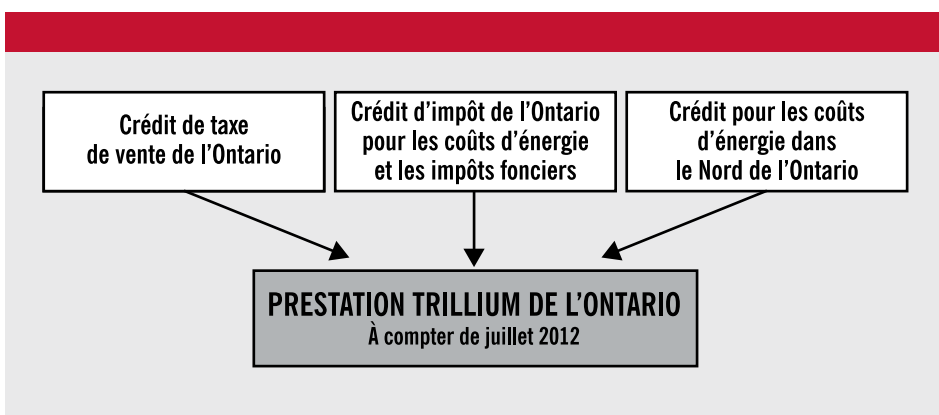 Crédit de taxe
de vente de l'Ontario
Crédit d'impôt de l'Ontario
pour les coûts d'énergie
et les impôts fonciers
Crédit pour les coûts
d'énergie dans
le Nord de l'Ontario
PRESTATION TRILLIUM DE L'ONTARIO
À compter de juillet 2012